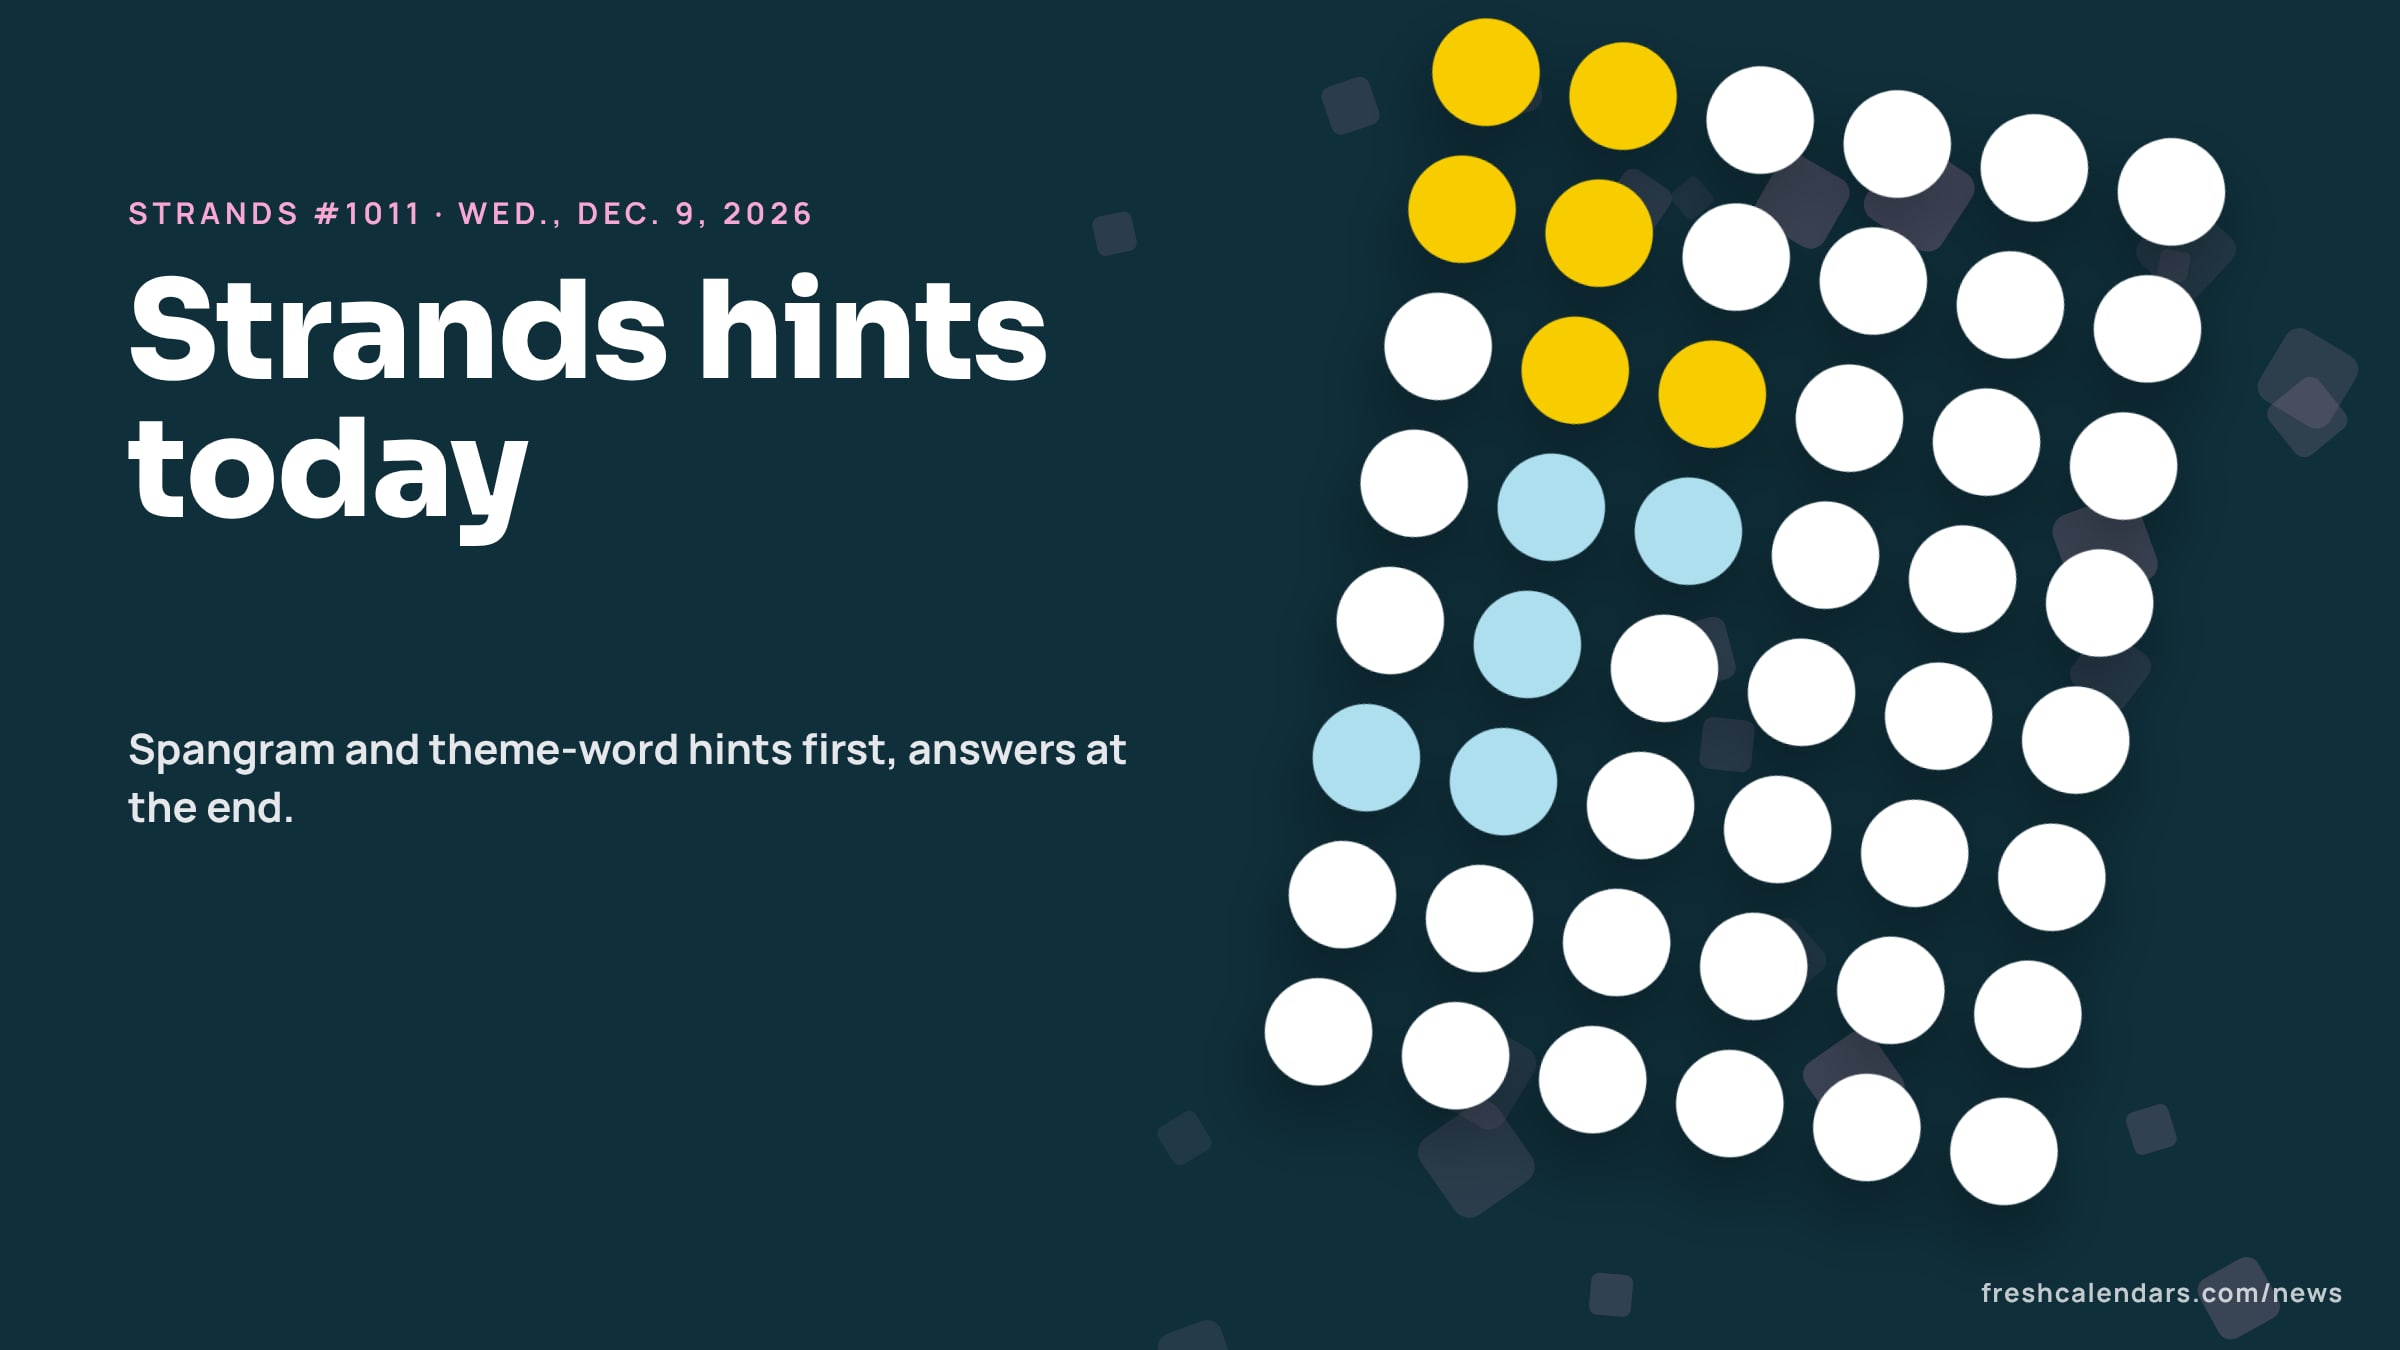 STRANDS #1011 · WED., DEC. 9, 2026
Strands hints
today
Spangram and theme-word hints first, answers at
the end.
freshcalendars.com/news